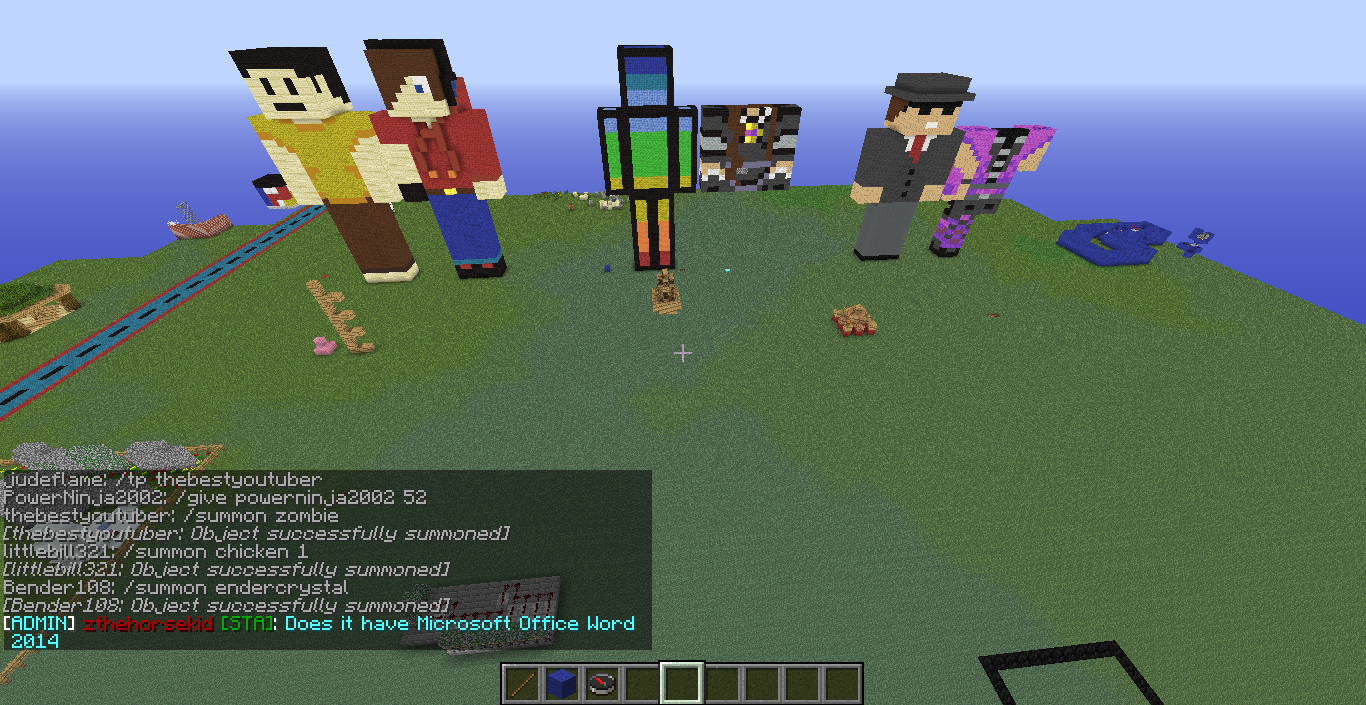 judeflame: /tp thebestyoutuber
PowerNinja2002: /give powerninja2002 52
thebestyoutuber: /summon zombie
[thebestyoutuber: Object successfully summoned]
littlebill321: /summon chicken 1
[littlebill321: Object successfully summoned]
Bender108: /summon endercrystal
[Bender108: Object successfully summoned]
[ADMIN] zthehorsekid [STA]: Does it have Microsoft Office Word
2014